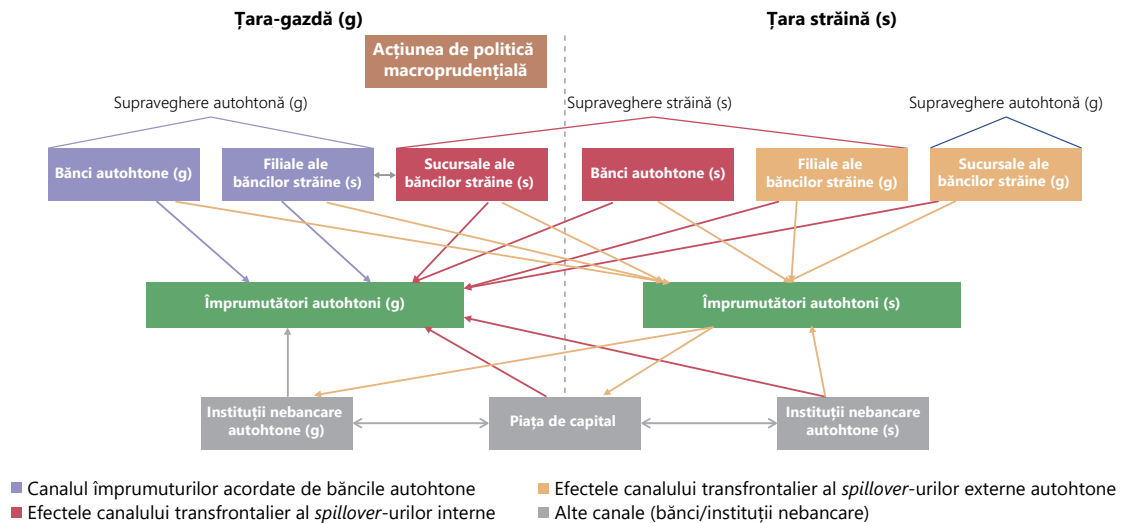 Țara-gazdă (g)
Țara străină (s)
Acțiunea de politică
macroprudențială
Supraveghere autohtonă (g)
Supraveghere străină (s)
Supraveghere autohtonă (g)
Bănci autohtone (g)
Filiale ale
băncilor străine (s)
Sucursale ale
băncilor străine (s)
Bănci autohtone (s)
Filiale ale
băncilor străine (g)
Sucursale ale
băncilor străine (g)
Împrumutători autohtoni (g)
Împrumutători autohtoni (s)
Instituții nebancare
autohtone (g)
Piața de capital
Instituții nebancare
autohtone (s)
Canalul împrumuturilor acordate de băncile autohtone
Efectele canalului transfrontalier al spillover-urilor interne
Efectele canalului transfrontalier al spillover-urilor externe autohtone
Alte canale (bănci/instituții nebancare)